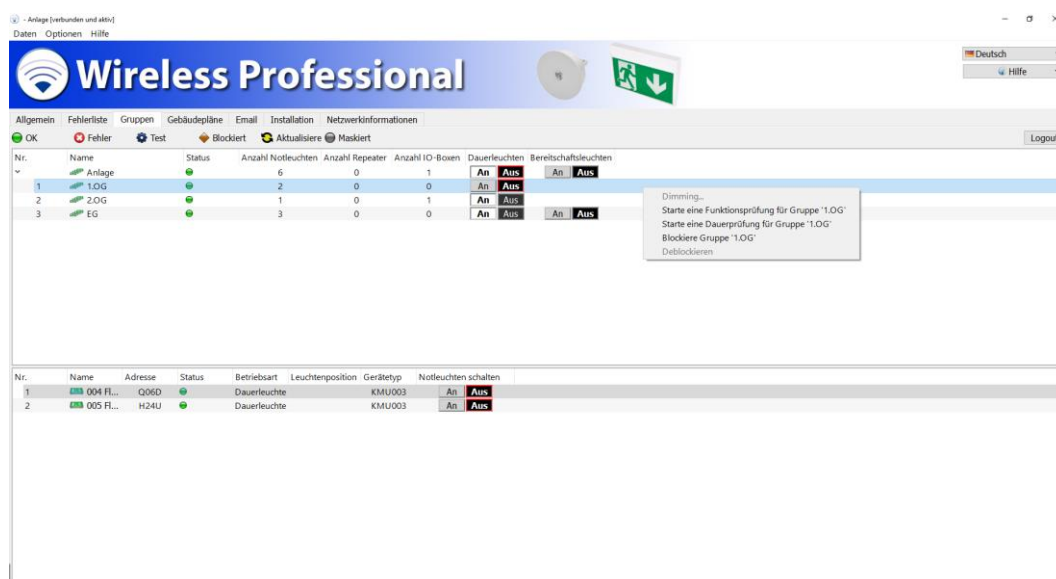 - Anlage [verbunden und aktiv]
Daten Optionen Hilfe
Wireless Professional
Deutsch
Hilfe
Allgemein Fehlerliste Gruppen Gebäudepläne Email Installation Netzwerkinformationen
OK Fehler Test Blockiert Aktualisiere Maskiert
Logout
Nr. Name Status Anzahl Notleuchten Anzahl Repeater Anzahl IO-Boxen Dauerleuchten Bereitschaftsleuchten
Anlage 6 0 1 An Aus An Aus
1 1.OG 2 0 0 An Aus
2 2.OG 1 0 1 An Aus
3 EG 3 0 0 An Aus An Aus
Dimming...
Starte eine Funktionsprüfung für Gruppe '1.OG'
Starte eine Dauerprüfung für Gruppe '1.OG'
Blockiere Gruppe '1.OG'
Deblockieren
Nr. Name Adresse Status Betriebsart Leuchtenposition Gerätetyp Notleuchten schalten
1 004 Fl... Q06D Dauerleuchte KMU003 An Aus
2 005 Fl... H24U Dauerleuchte KMU003 An Aus